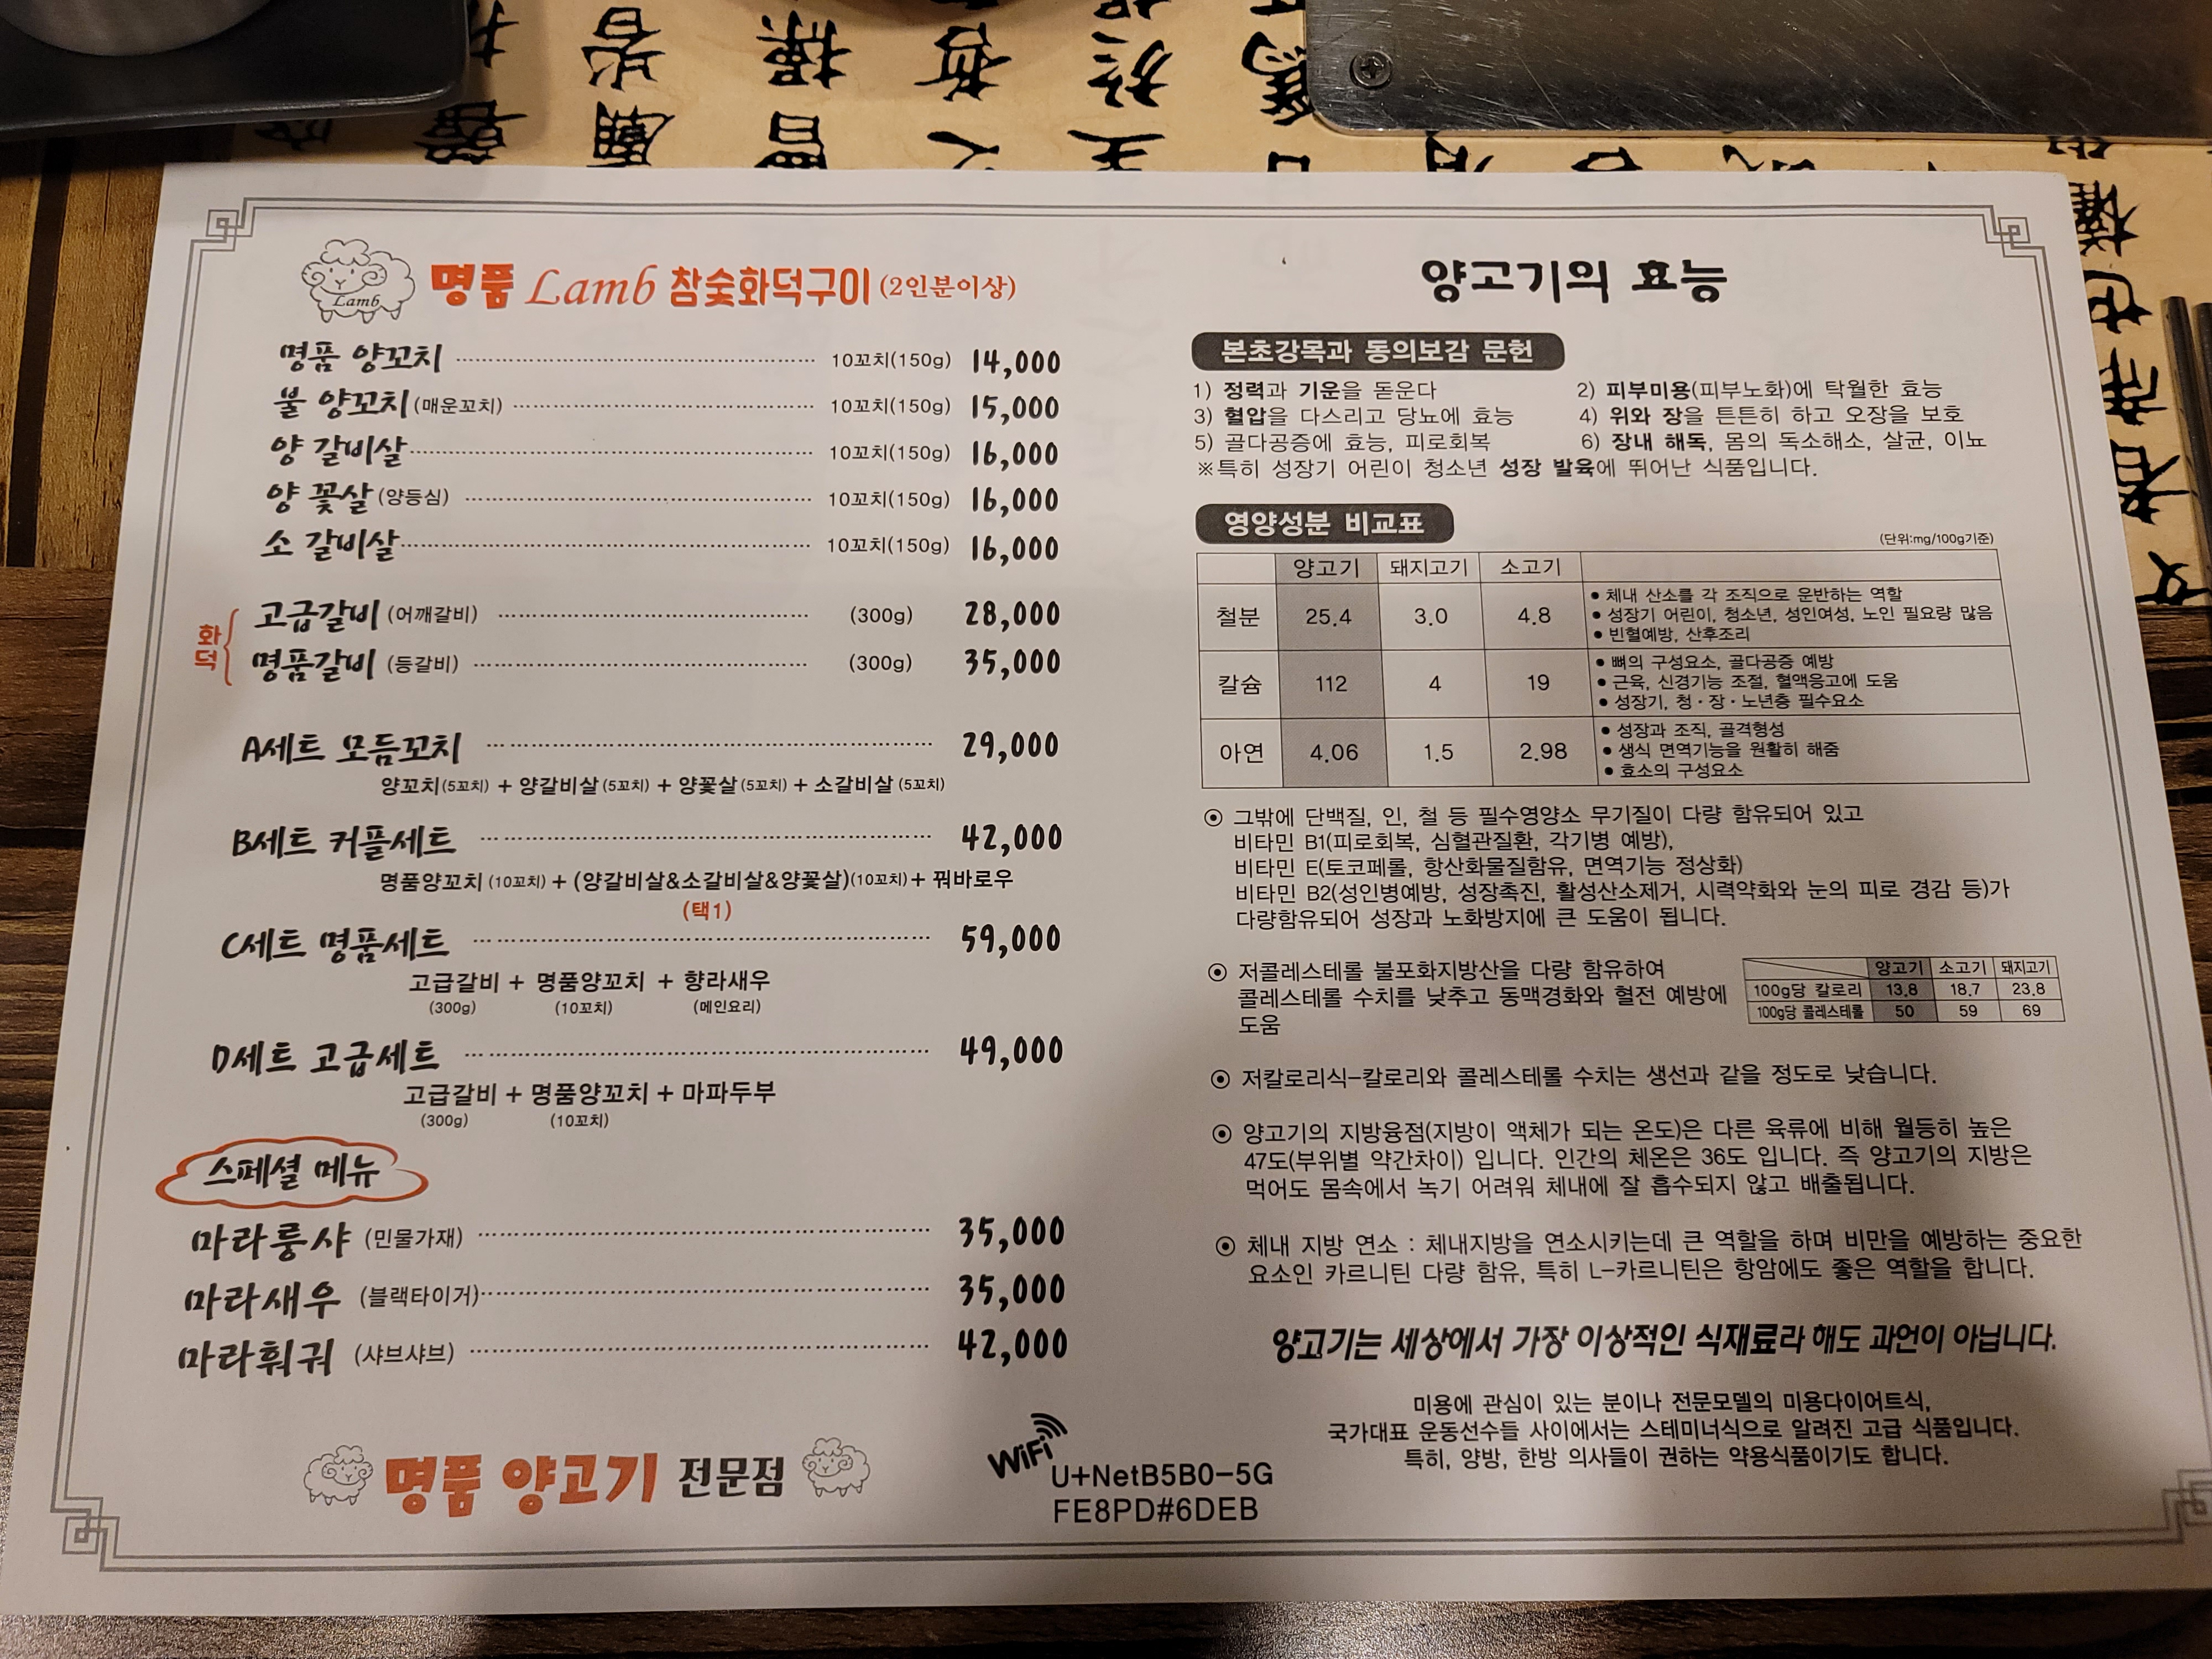 Lamb
명품 Lamb 참숯화덕구이 (2인분이상)
명품 양꼬치 10꼬치(150g) 14,000
불 양꼬치 (매운꼬치) 10꼬치(150g) 15,000
양 갈비살 10꼬치(150g) 16,000
양 꽃살 (양등심) 10꼬치(150g) 16,000
소 갈비살 10꼬치(150g) 16,000
화덕
고급갈비 (어깨갈비) (300g) 28,000
명품갈비 (등갈비) (300g) 35,000
A세트 모듬꼬치 29,000
양꼬치(5꼬치) + 양갈비살 (5꼬치) + 양꽃살 (5꼬치) + 소갈비살 (5꼬치)
B세트 커플세트 42,000
명품양꼬치 (10꼬치) + (양갈비살&소갈비살&양꽃살)(10꼬치) + 꿔바로우
(택1)
C세트 명품세트 59,000
고급갈비 + 명품양꼬치 + 향라새우
(300g) (10꼬치) (메인요리)
D세트 고급세트 49,000
고급갈비 + 명품양꼬치 + 마파두부
(300g) (10꼬치)
스페셜 메뉴
마라룽샤 (민물가재) 35,000
마라새우 (블랙타이거) 35,000
마라훠궈 (샤브샤브) 42,000
명품 양고기 전문점
WiFi
U+NetB5B0-5G
FE8PD#6DEB
양고기의 효능
본초강목과 동의보감 문헌
1) 정력과 기운을 돋운다 2) 피부미용(피부노화)에 탁월한 효능
3) 혈압을 다스리고 당뇨에 효능 4) 위와 장을 튼튼히 하고 오장을 보호
5) 골다공증에 효능, 피로회복 6) 장내 해독, 몸의 독소해소, 살균, 이뇨
※특히 성장기 어린이 청소년 성장 발육에 뛰어난 식품입니다.
영양성분 비교표
(단위:mg/100g기준)
양고기 돼지고기 소고기
철분 25.4 3.0 4.8
• 체내 산소를 각 조직으로 운반하는 역할
• 성장기 어린이, 청소년, 성인여성, 노인 필요량 많음
• 빈혈예방, 산후조리
칼슘 112 4 19
• 뼈의 구성요소, 골다공증 예방
• 근육, 신경기능 조절, 혈액응고에 도움
• 성장기, 청·장·노년층 필수요소
아연 4.06 1.5 2.98
• 성장과 조직, 골격형성
• 생식 면역기능을 원활히 해줌
• 효소의 구성요소
⊙ 그밖에 단백질, 인, 철 등 필수영양소 무기질이 다량 함유되어 있고
비타민 B1(피로회복, 심혈관질환, 각기병 예방),
비타민 E(토코페롤, 항산화물질함유, 면역기능 정상화)
비타민 B2(성인병예방, 성장촉진, 활성산소제거, 시력약화와 눈의 피로 경감 등)가
다량함유되어 성장과 노화방지에 큰 도움이 됩니다.
⊙ 저콜레스테롤 불포화지방산을 다량 함유하여
콜레스테롤 수치를 낮추고 동맥경화와 혈전 예방에
도움
양고기 소고기 돼지고기
100g당 칼로리 13.8 18.7 23.8
100g당 콜레스테롤 50 59 69
⊙ 저칼로리식-칼로리와 콜레스테롤 수치는 생선과 같을 정도로 낮습니다.
⊙ 양고기의 지방융점(지방이 액체가 되는 온도)은 다른 육류에 비해 월등히 높은
47도(부위별 약간차이) 입니다. 인간의 체온은 36도 입니다. 즉 양고기의 지방은
먹어도 몸속에서 녹기 어려워 체내에 잘 흡수되지 않고 배출됩니다.
⊙ 체내 지방 연소 : 체내지방을 연소시키는데 큰 역할을 하며 비만을 예방하는 중요한
요소인 카르니틴 다량 함유, 특히 L-카르니틴은 항암에도 좋은 역할을 합니다.
양고기는 세상에서 가장 이상적인 식재료라 해도 과언이 아닙니다.
미용에 관심이 있는 분이나 전문모델의 미용다이어트식,
국가대표 운동선수들 사이에서는 스테미너식으로 알려진 고급 식품입니다.
특히, 양방, 한방 의사들이 권하는 약용식품이기도 합니다.